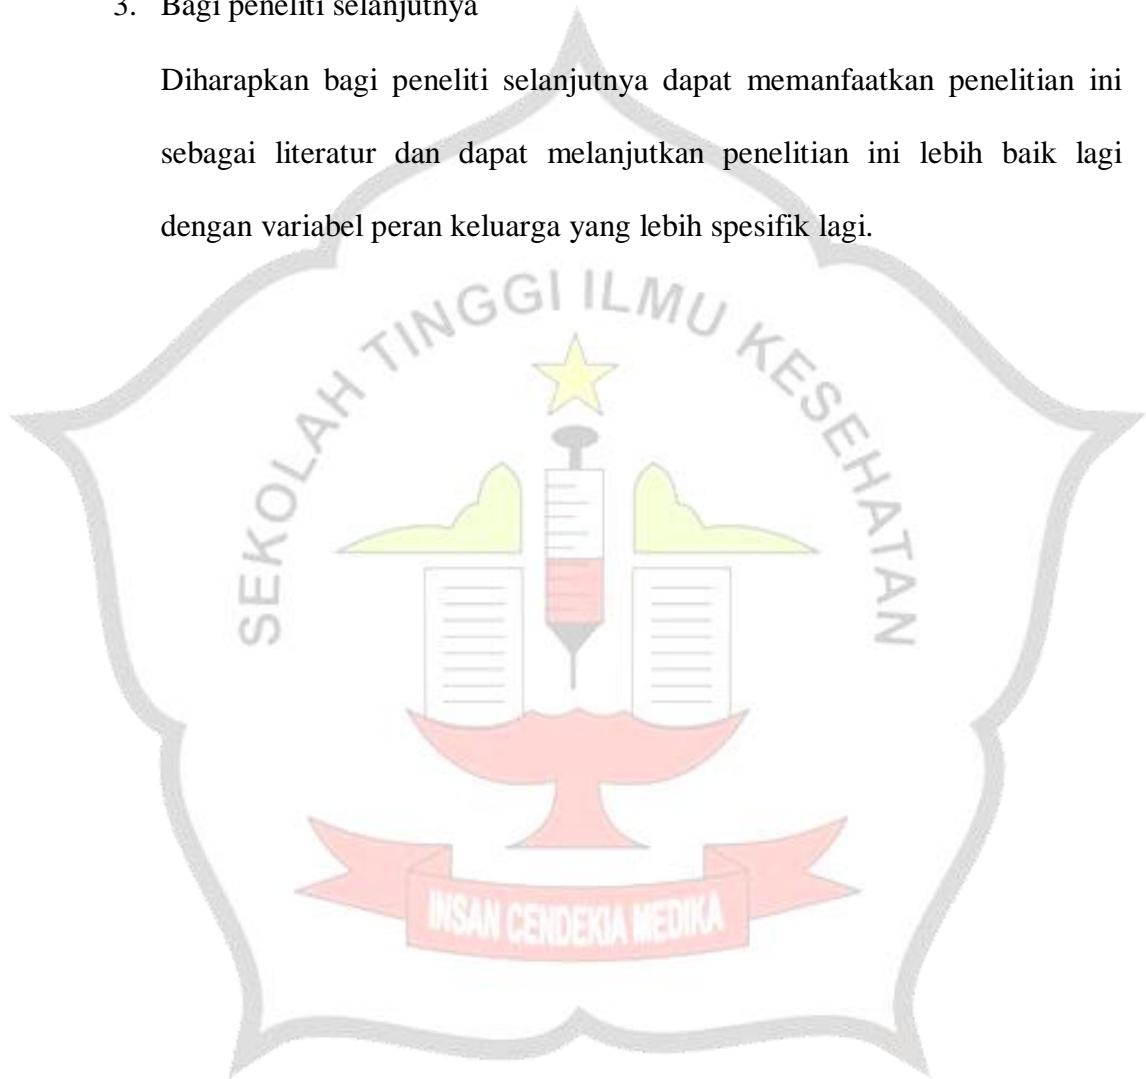 3. Bagi peneliti selanjutnya
Diharapkan bagi peneliti selanjutnya dapat memanfaatkan penelitian ini
sebagai literatur dan dapat melanjutkan penelitian ini lebih baik lagi
dengan variabel peran keluarga yang lebih spesifik lagi.
SEKOLAH TINGGI ILMU KESEHATAN
INSAN CENDEKIA MEDIKA